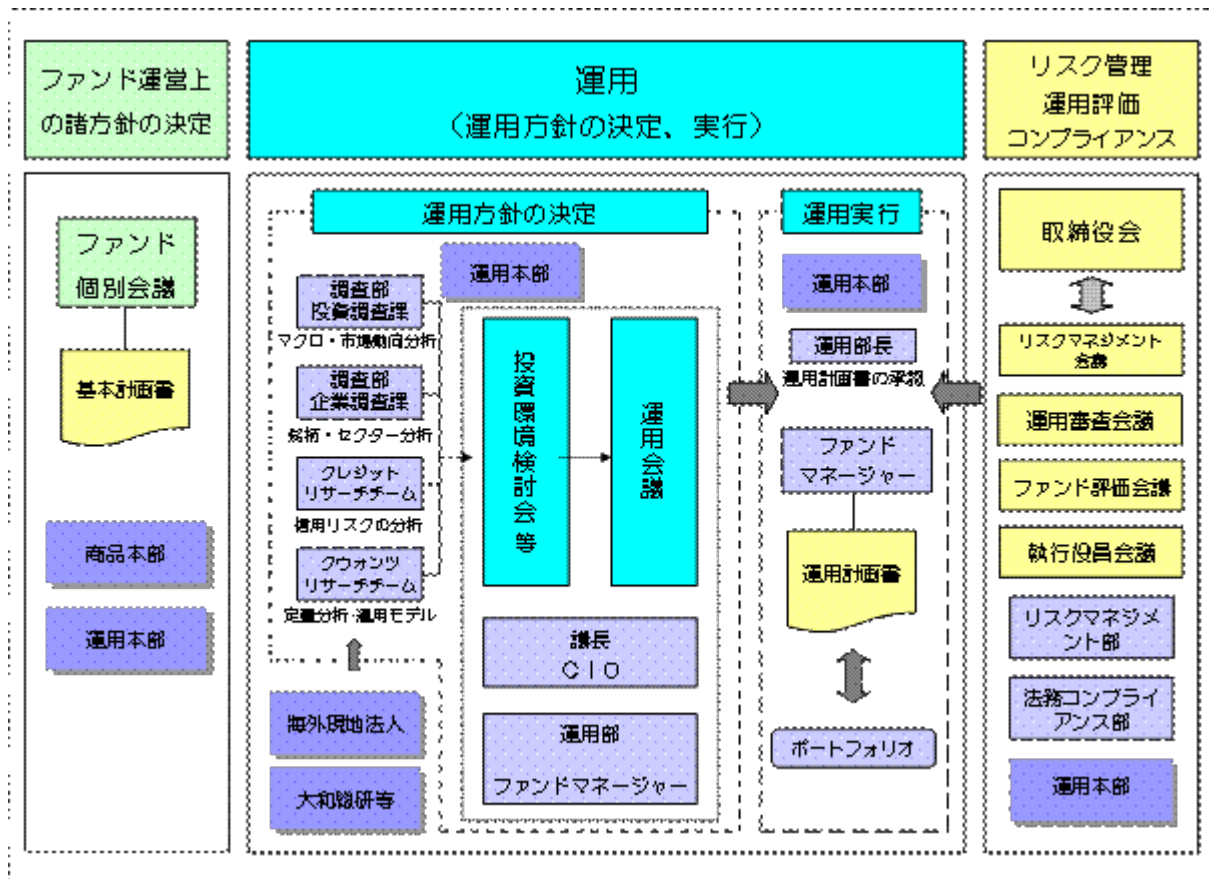 ファンド運営上
の諸方針の決定
運用
（運用方針の決定、実行）
リスク管理
運用評価
コンプライアンス
ファンド
個別会議
基本計画書
商品本部
運用本部
運用方針の決定
運用本部
調査部
投資調査課
マクロ・市場動向分析
調査部
企業調査課
銘柄・セクター分析
クレジット
リサーチチーム
信用リスクの分析
クウォンツ
リサーチチーム
定量分析・運用モデル
海外現地法人
大和総研等
投資環境検討会等
運用会議
議長
ＣＩＯ
運用部
ファンドマネージャー
運用実行
運用本部
運用部長
運用計画書の承認
ファンド
マネージャー
運用計画書
ポートフォリオ
取締役会
リスクマネジメント
会議
運用審査会議
ファンド評価会議
執行役員会議
リスクマネジメ
ント部
法務コンプライ
アンス部
運用本部